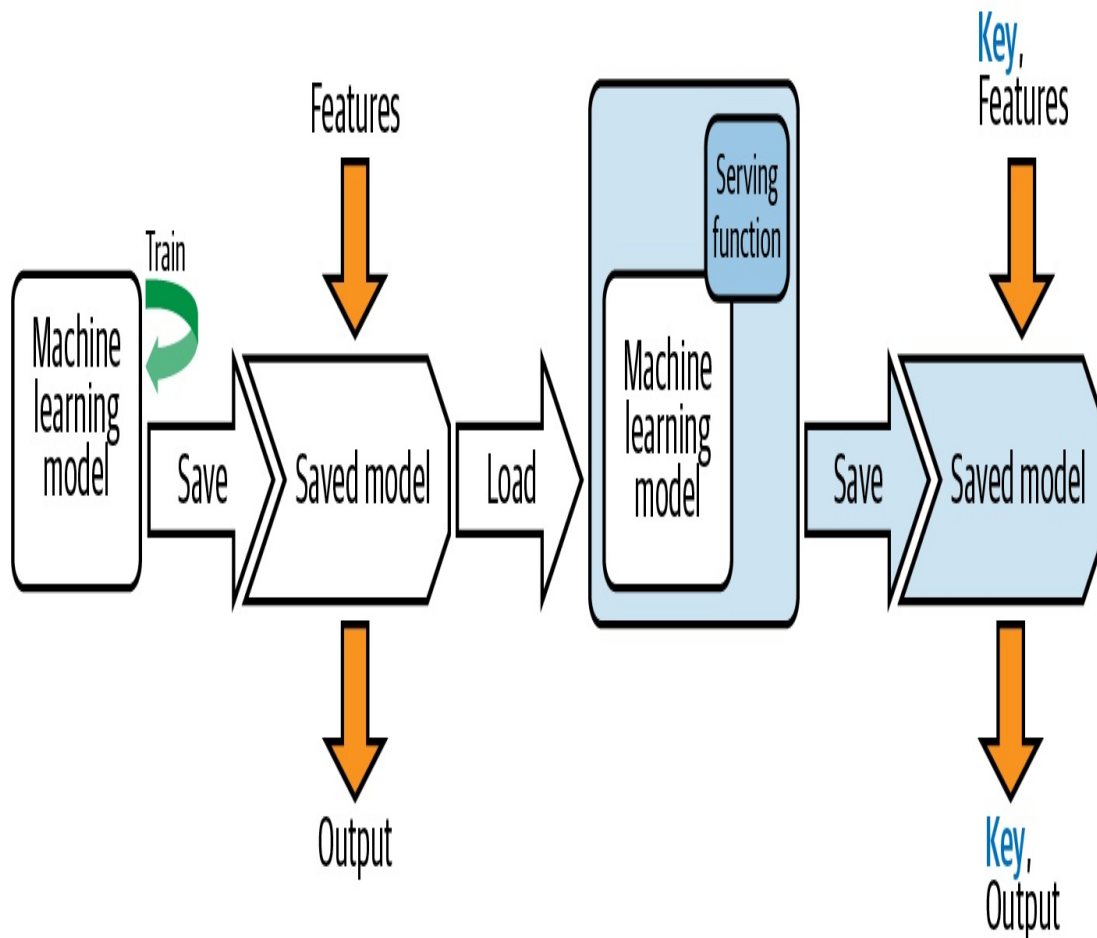 Train
Machine
learning
model
Save
Features
Saved model
Output
Load
Serving
function
Machine
learning
model
Save
Key,
Features
Saved model
Key,
Output